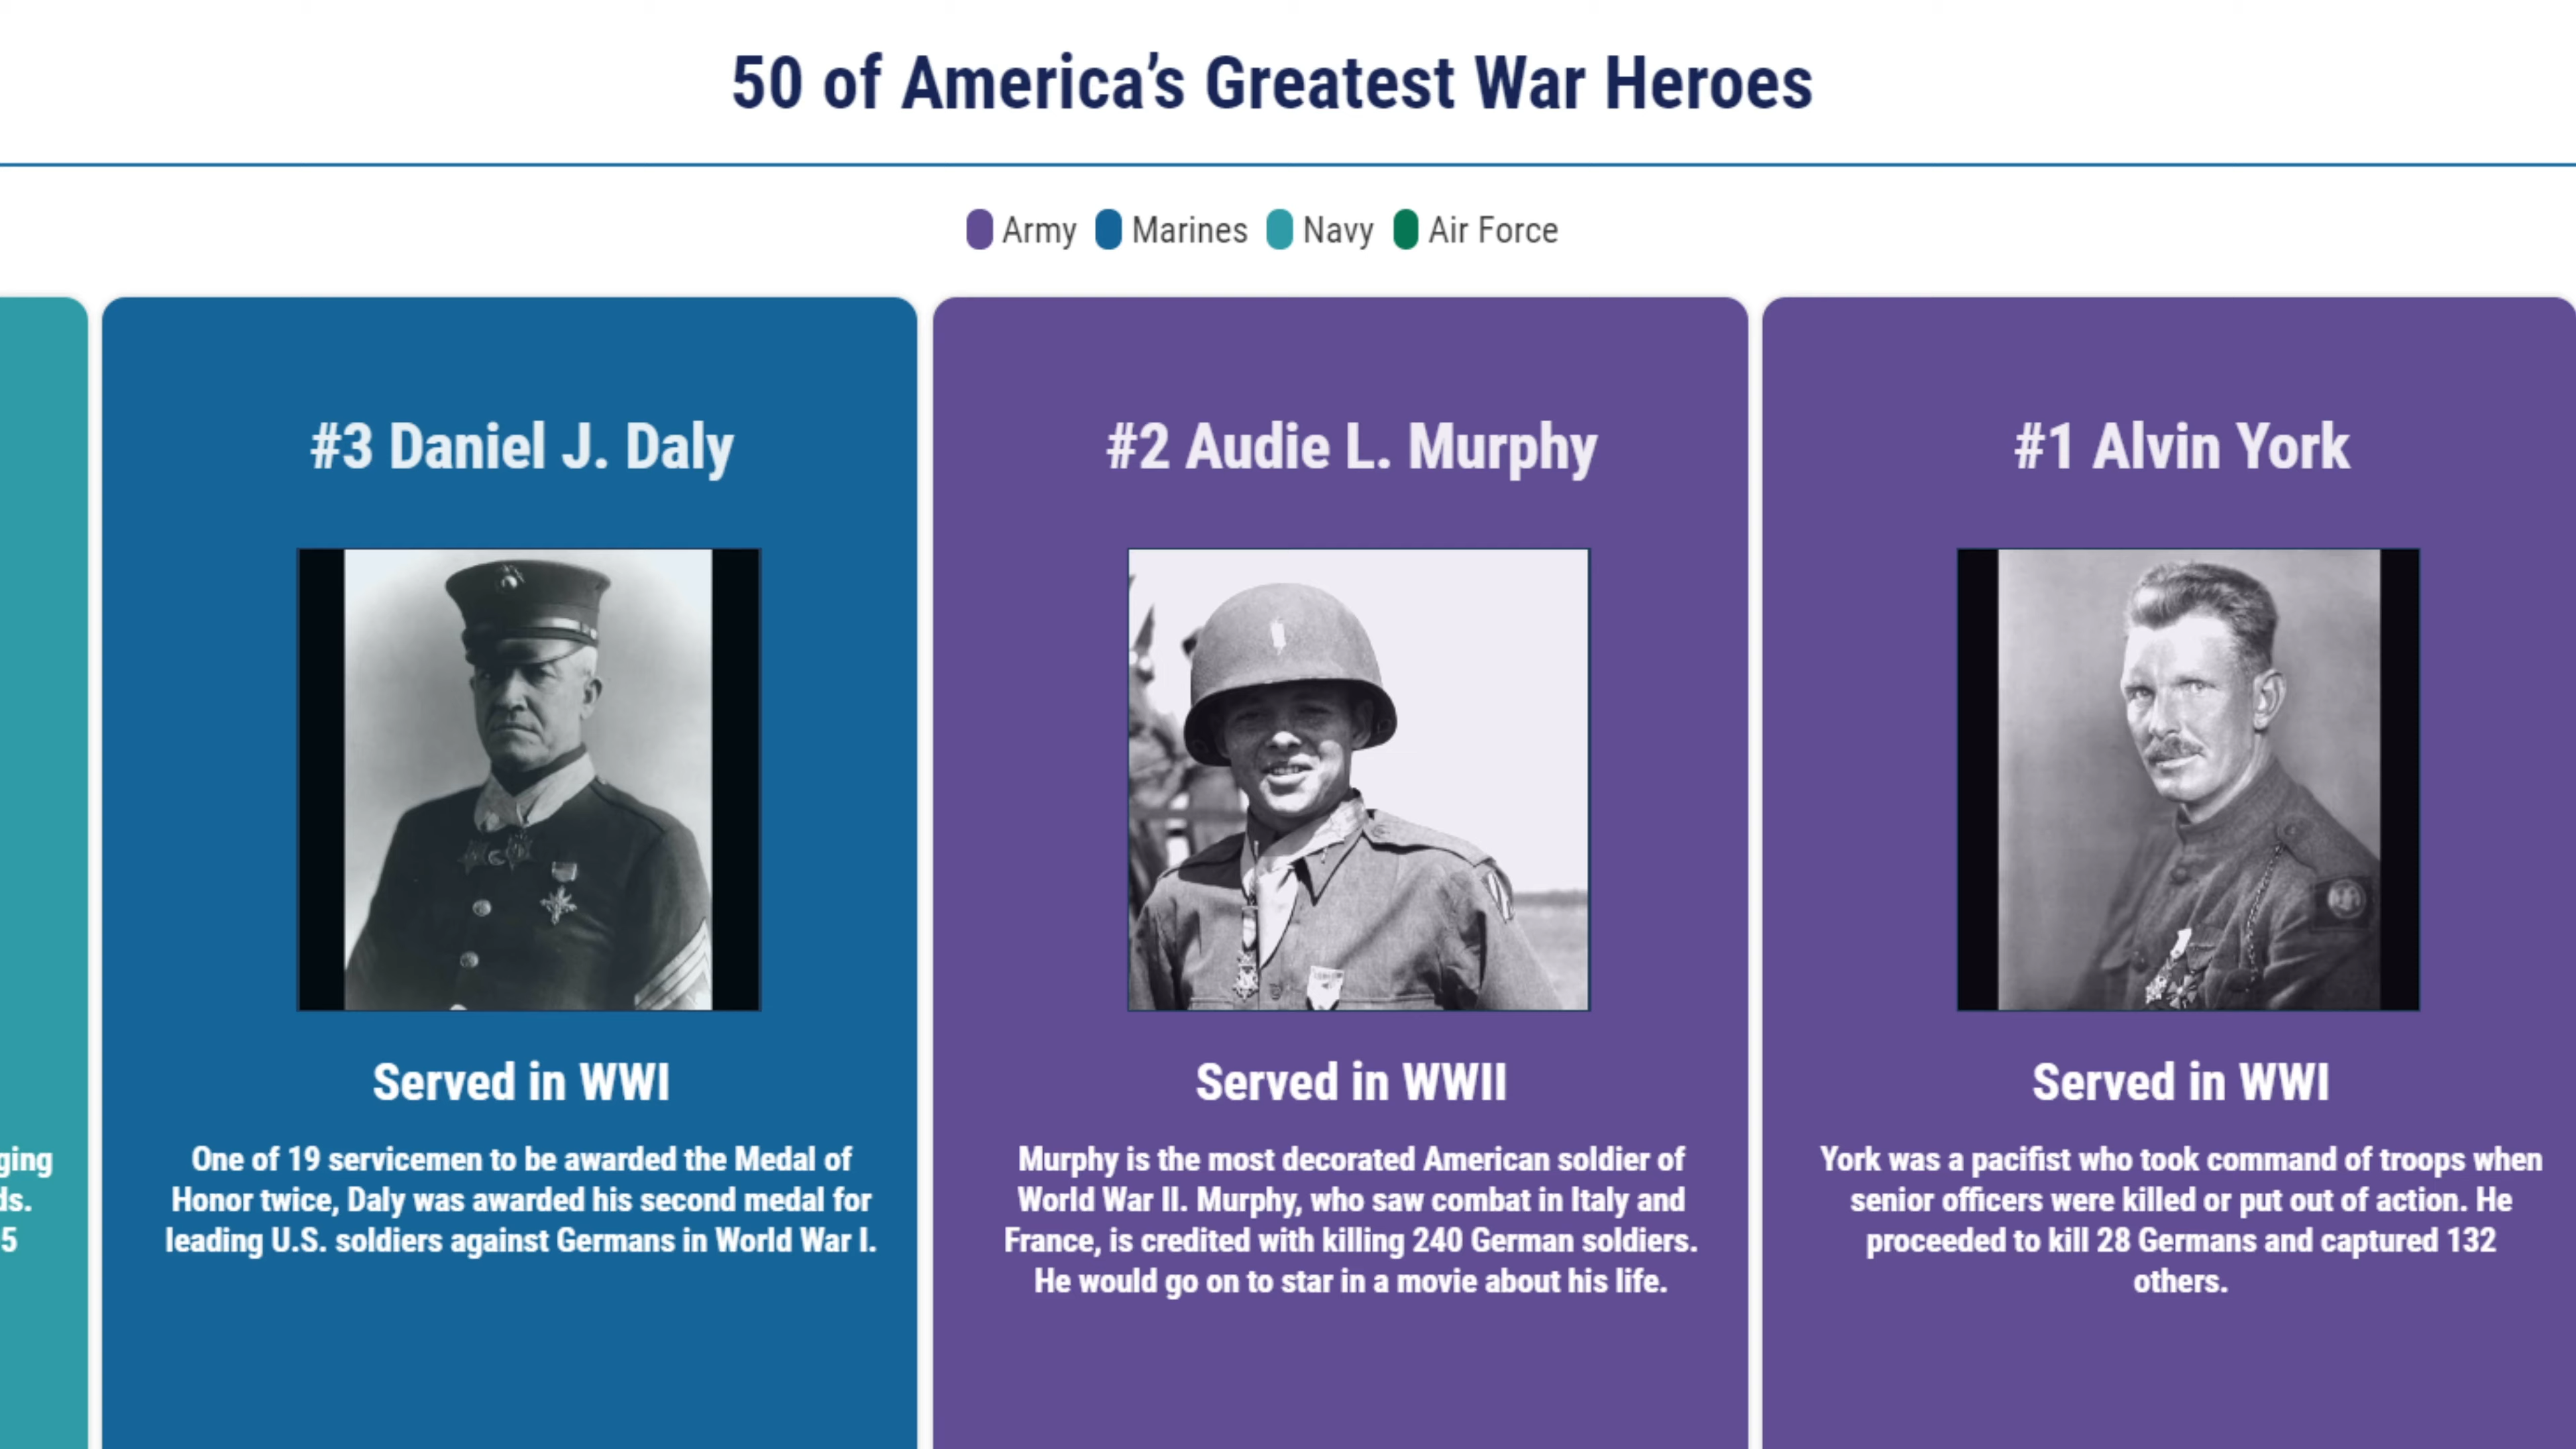 50 of America's Greatest War Heroes
Army Marines Navy Air Force
ds.
5
#3 Daniel J. Daly
Served in WWI
One of 19 servicemen to be awarded the Medal of
Honor twice, Daly was awarded his second medal for
leading U.S. soldiers against Germans in World War I.
#2 Audie L. Murphy
Served in WWII
Murphy is the most decorated American soldier of
World War II. Murphy, who saw combat in Italy and
France, is credited with killing 240 German soldiers.
He would go on to star in a movie about his life.
#1 Alvin York
Served in WWI
York was a pacifist who took command of troops when
senior officers were killed or put out of action. He
proceeded to kill 28 Germans and captured 132
others.